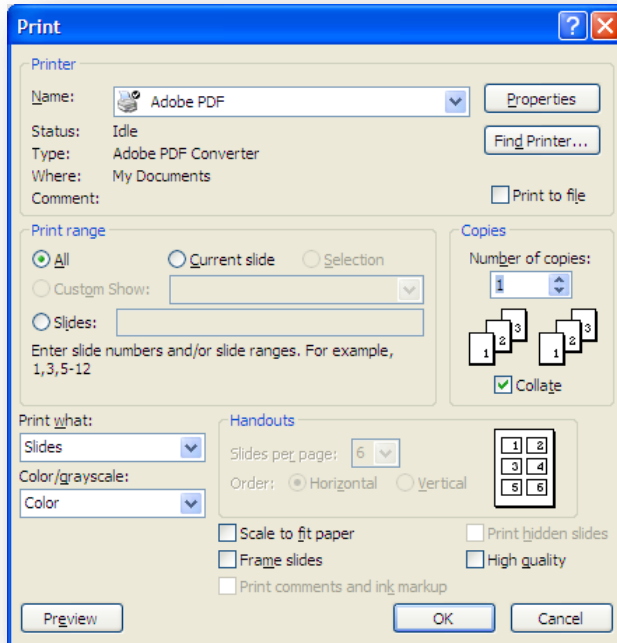 Print
Printer
Name: Adobe PDF Properties
Status: Idle Find Printer...
Type: Adobe PDF Converter
Where: My Documents
Comment: Print to file
Print range Copies
All Current slide Selection Number of copies:
Custom Show: 1
Slides:
Enter slide numbers and/or slide ranges. For example,
1,3,5-12
1 2 3 1 2 3
Collate
Print what: Handouts
Slides Slides per page: 6 1 2
Color/grayscale: 3 4
Color Order: Horizontal Vertical 5 6
Scale to fit paper Print hidden slides
Frame slides High quality
Print comments and ink markup
Preview OK Cancel